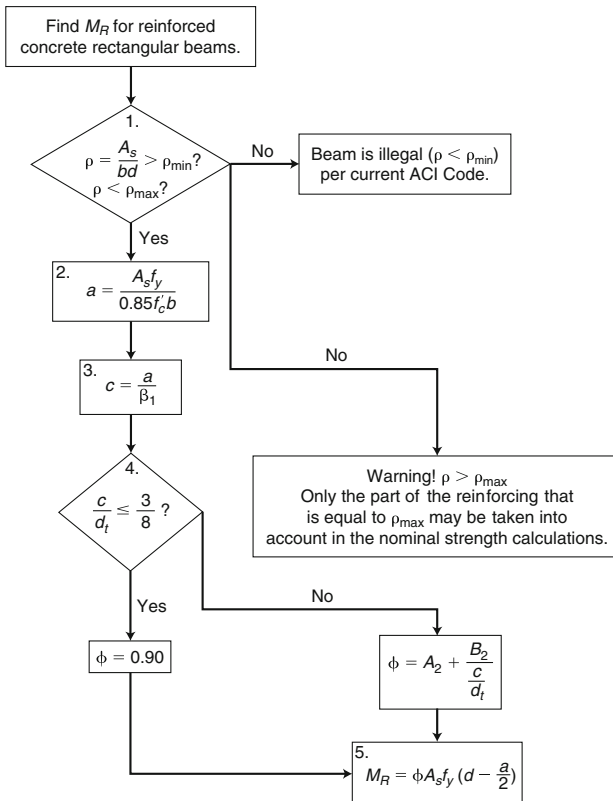 Find M_R for reinforced
concrete rectangular beams.
1.
ρ = A_s/bd > ρ_min?
ρ < ρ_max?
No
Beam is illegal (ρ < ρ_min)
per current ACI Code.
Yes
2.
a = A_s f_y / 0.85f'_c b
3.
c = a/β_1
No
4.
c/d_t ≤ 3/8 ?
Warning! ρ > ρ_max
Only the part of the reinforcing that
is equal to ρ_max may be taken into
account in the nominal strength calculations.
Yes
No
ϕ = 0.90
ϕ = A_2 + B_2 / (c/d_t)
5.
M_R = ϕA_s f_y (d − a/2)